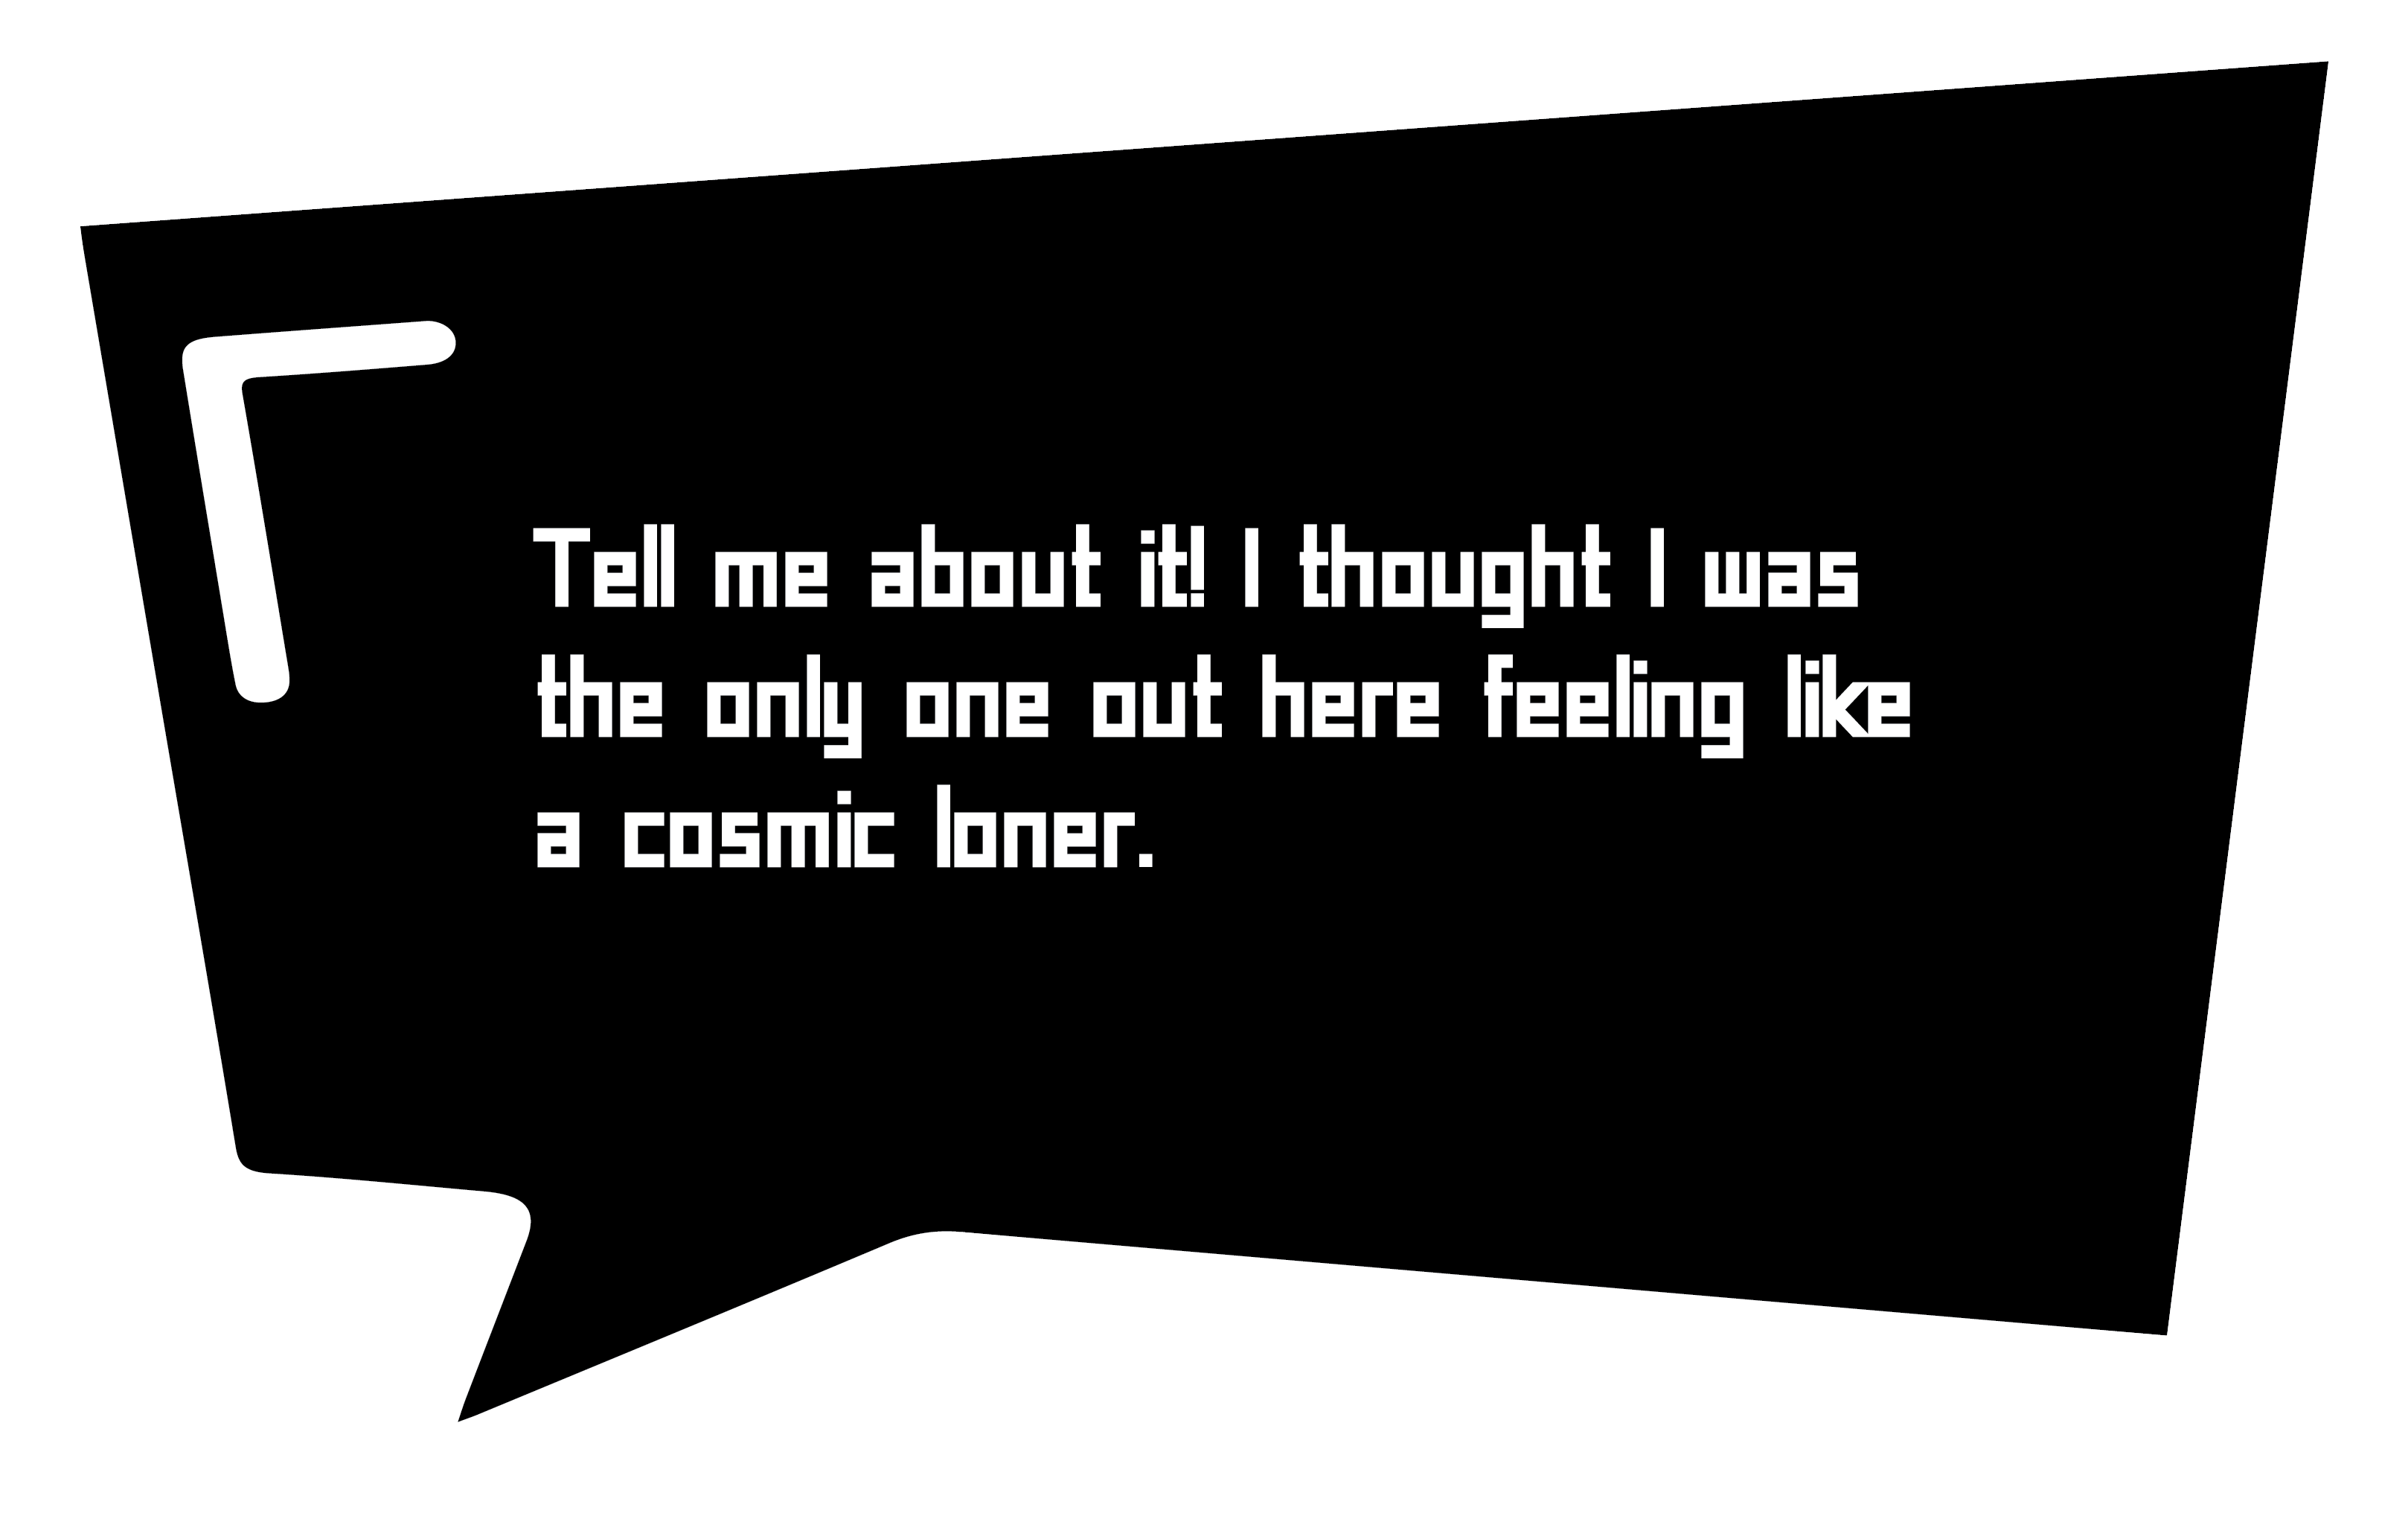 Tell me about it! I thought I was
the only one out here feeling like
a cosmic loner.